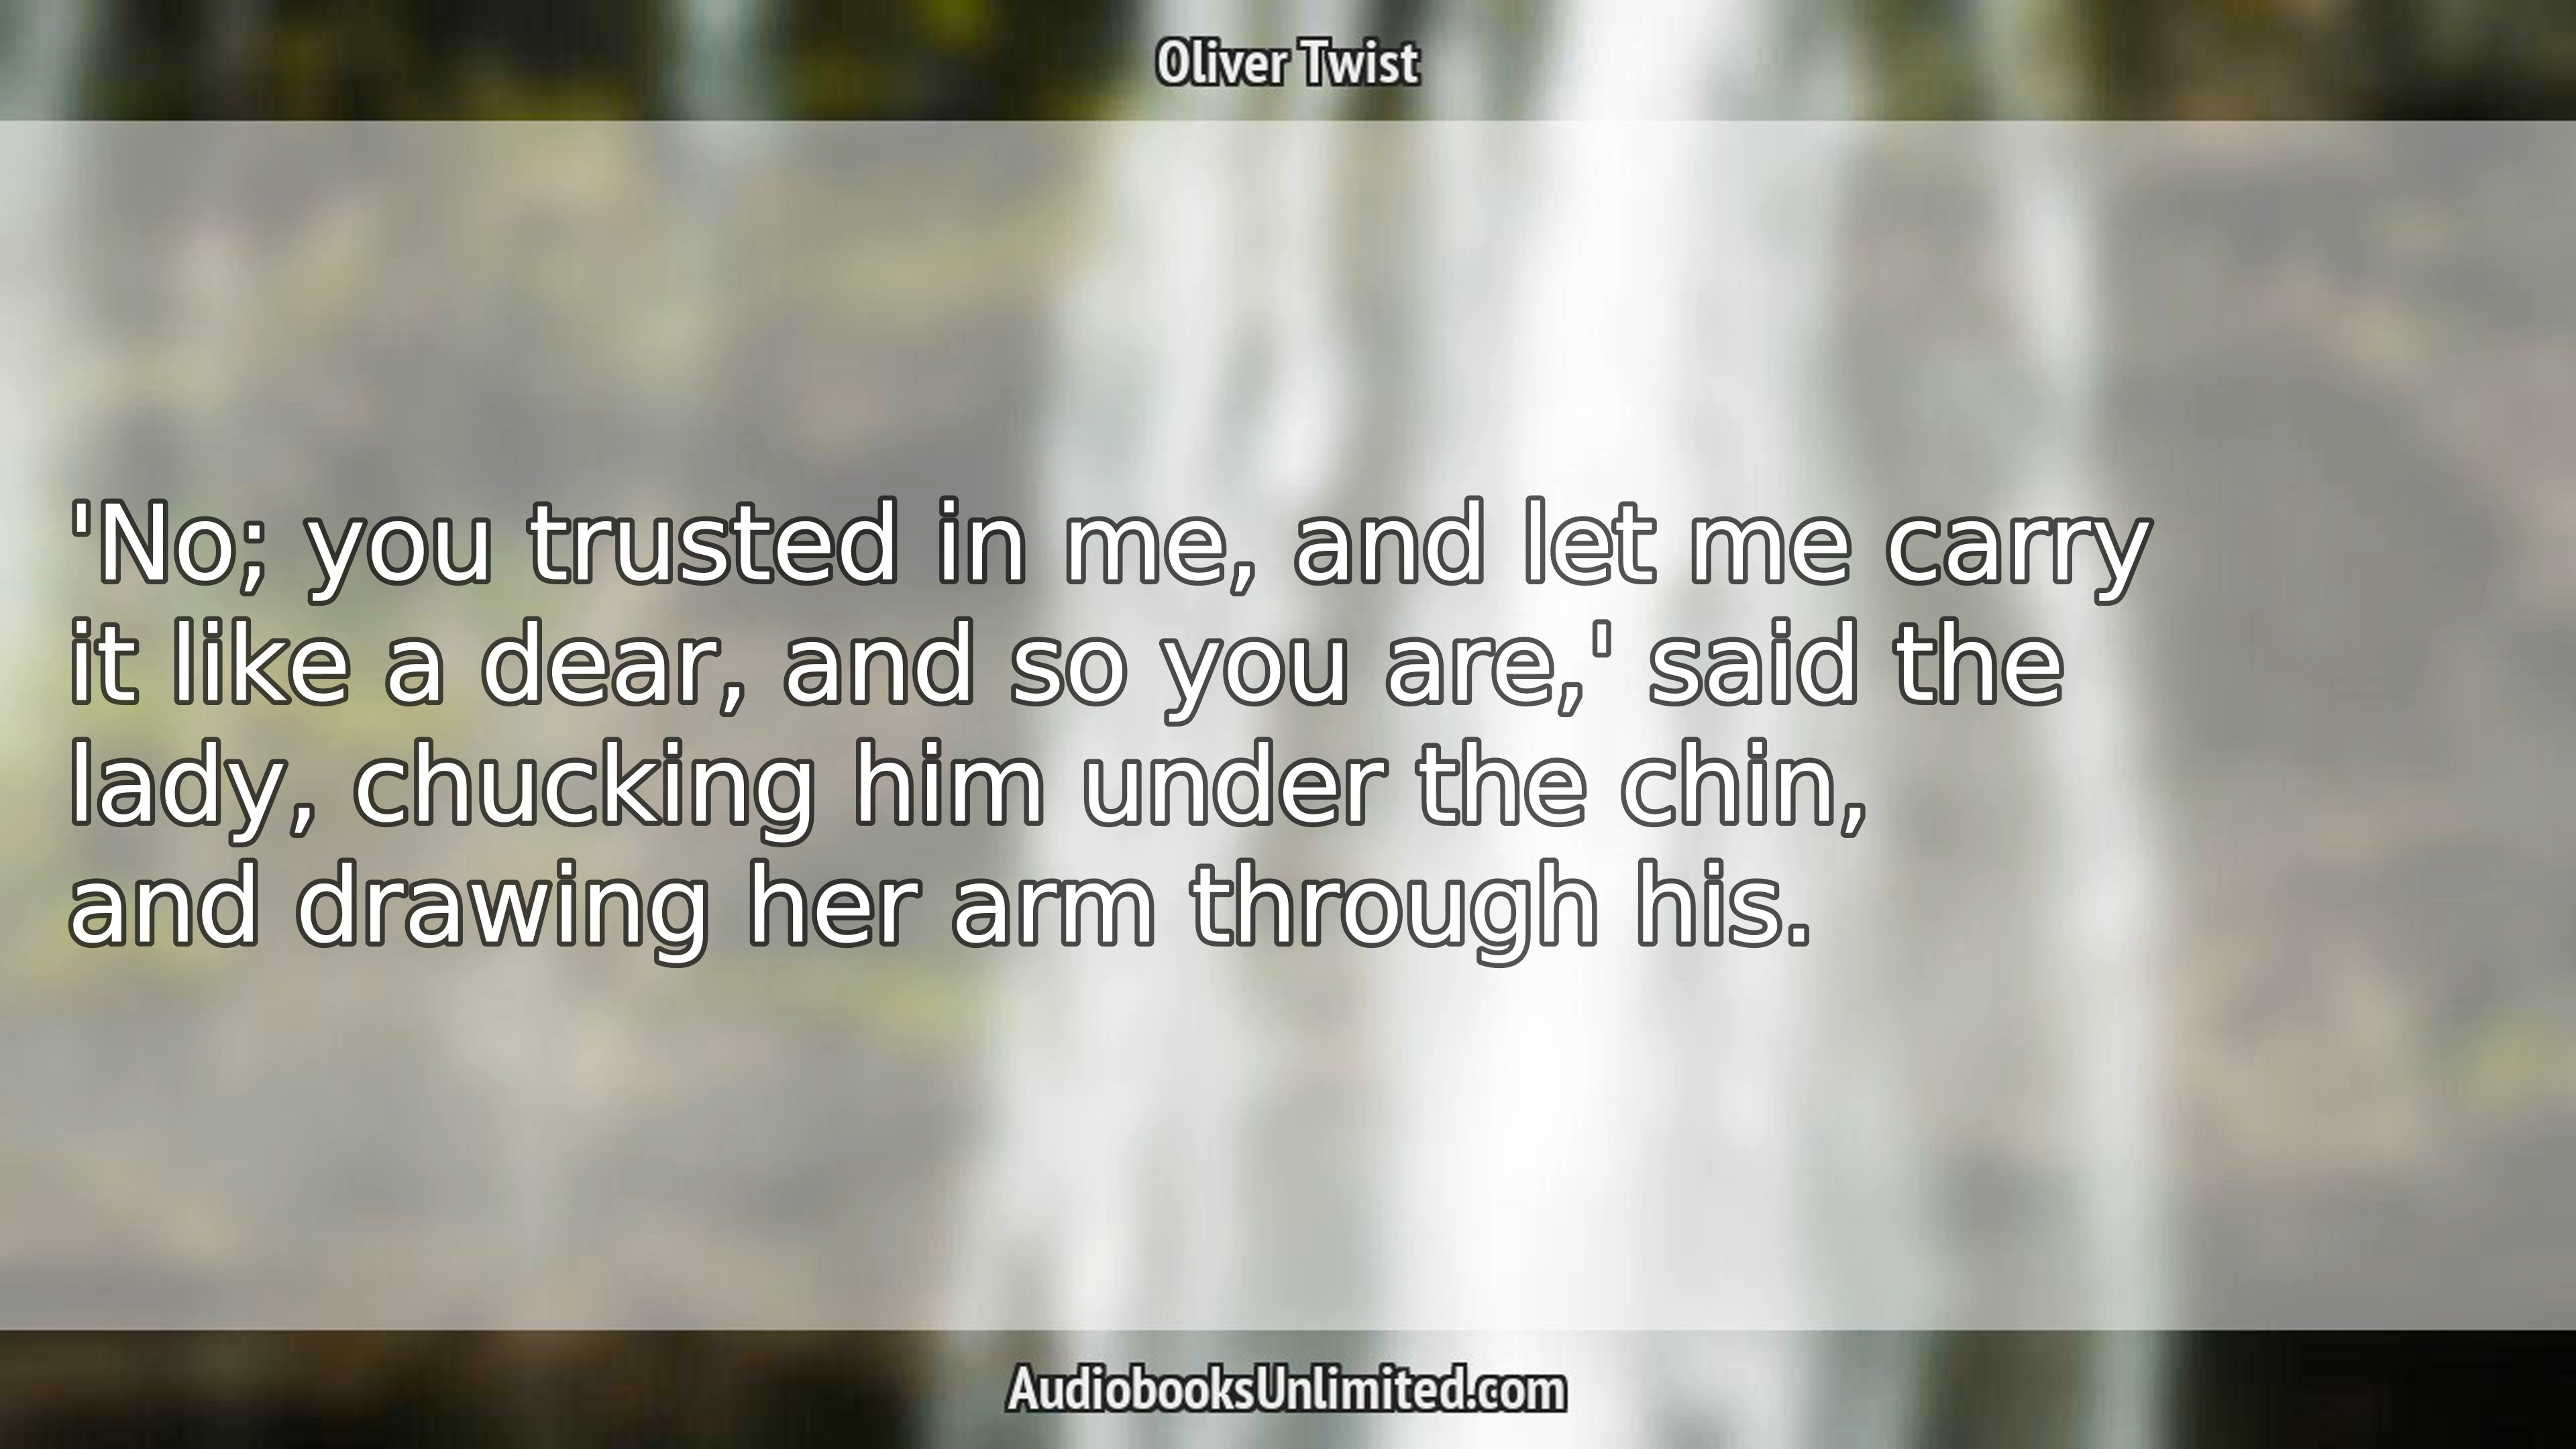 Oliver Twist
'No; you trusted in me, and let me carry
it like a dear, and so you are,' said the
lady, chucking him under the chin,
and drawing her arm through his.
AudiobooksUnlimited.com